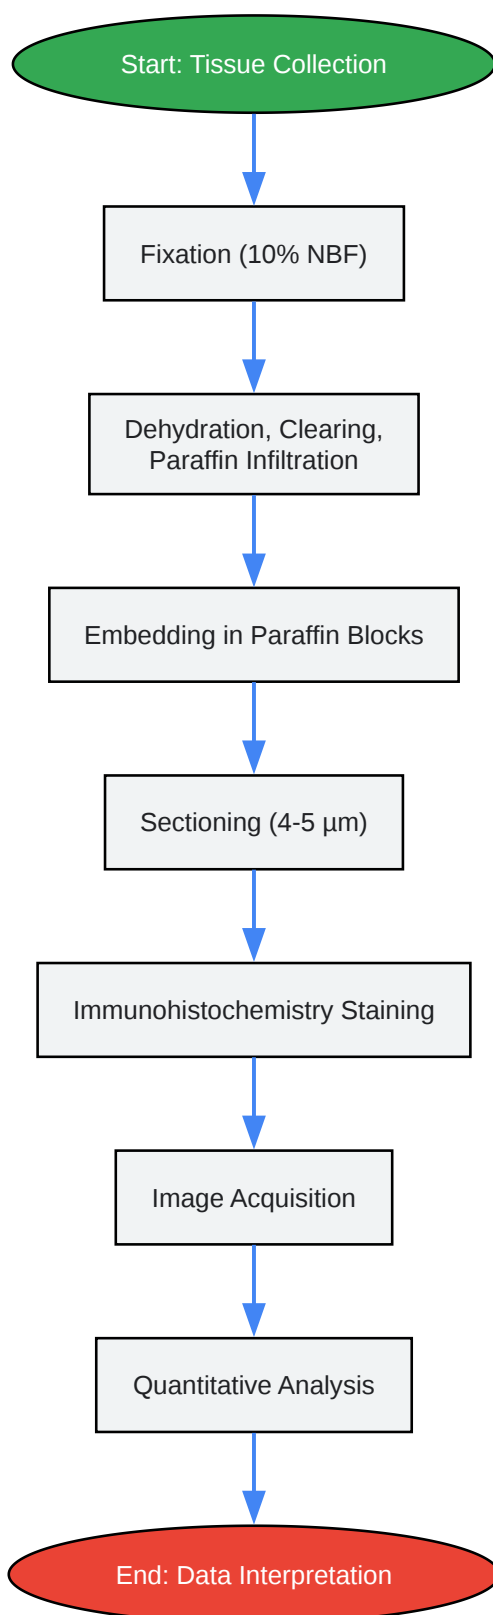 Start: Tissue Collection
Fixation (10% NBF)
Dehydration, Clearing,
Paraffin Infiltration
Embedding in Paraffin Blocks
Sectioning (4-5 µm)
Immunohistochemistry Staining
Image Acquisition
Quantitative Analysis
End: Data Interpretation